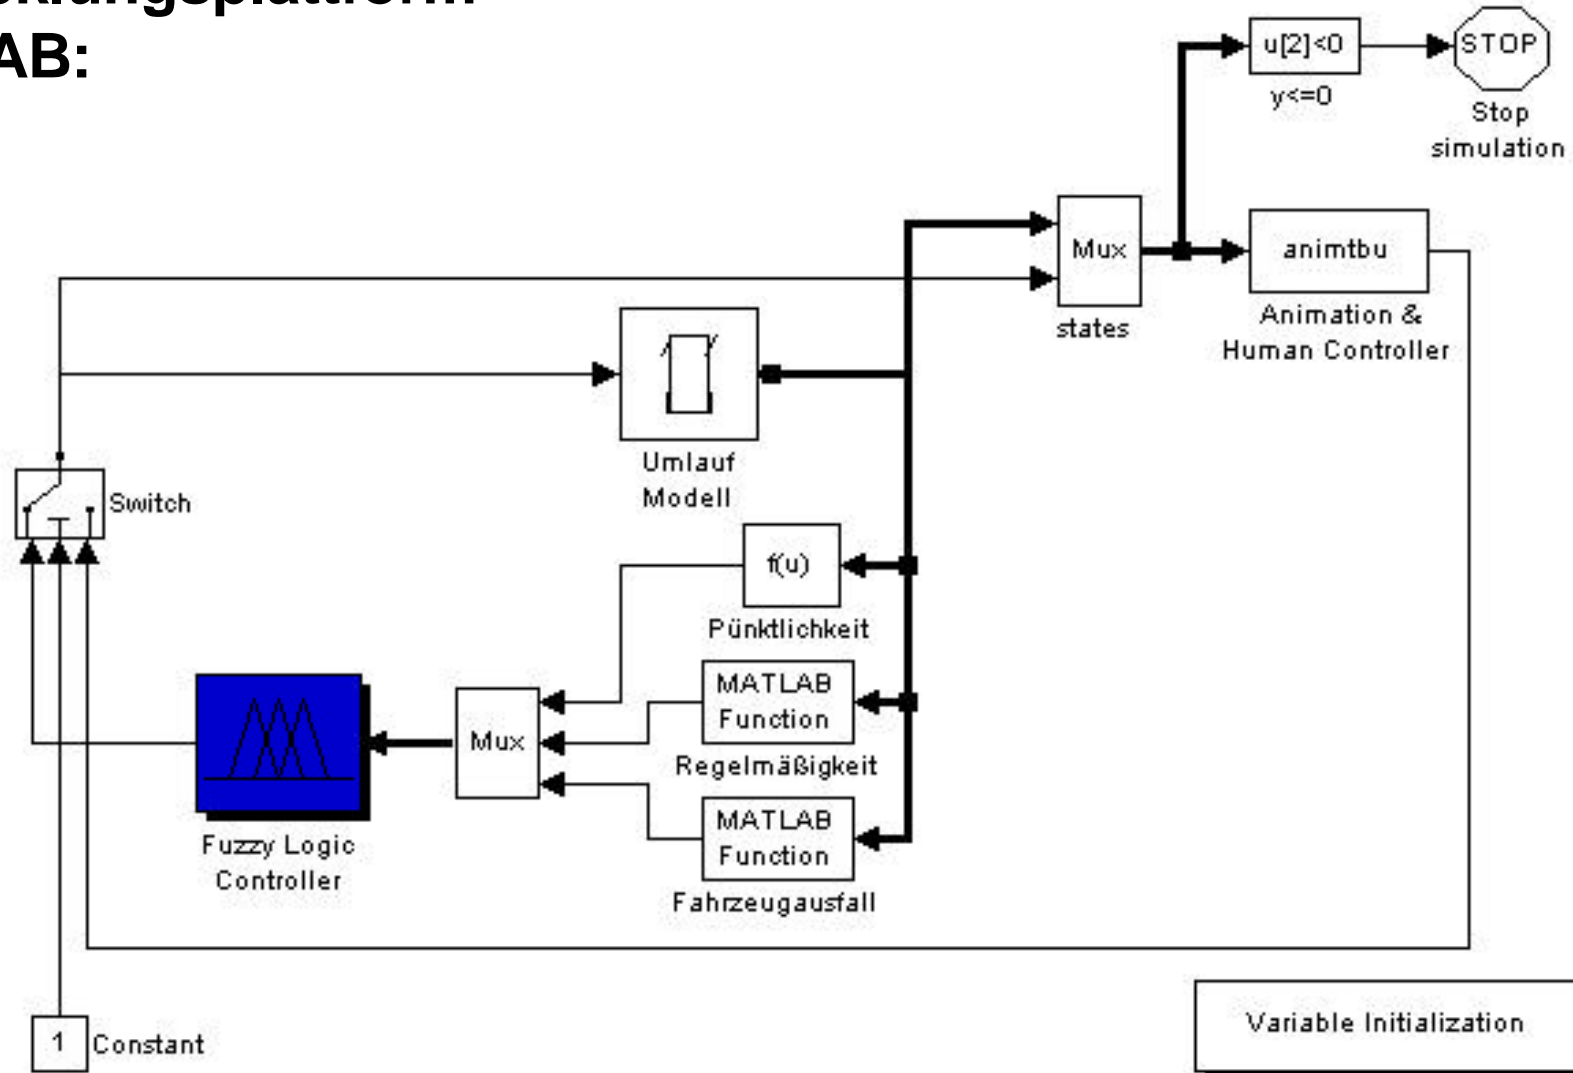 AB:
u[2]<0
STOP
y<=0
Stop
simulation
Mux
animtbu
states
Animation &
Human Controller
Umlauf
Modell
Switch
f(u)
Pünktlichkeit
MATLAB
Function
Mux
Regelmäßigkeit
MATLAB
Function
Fuzzy Logic
Controller
Fahrzeugausfall
1
Constant
Variable Initialization